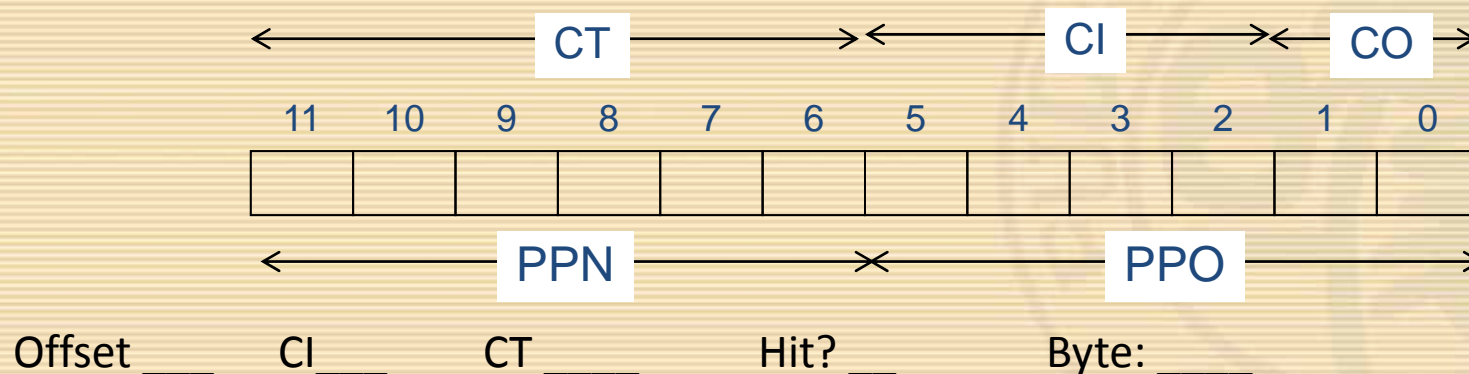 CT CI CO
11 10 9 8 7 6 5 4 3 2 1 0
PPN PPO
Offset ___ CI___ CT ____ Hit? __ Byte: ____